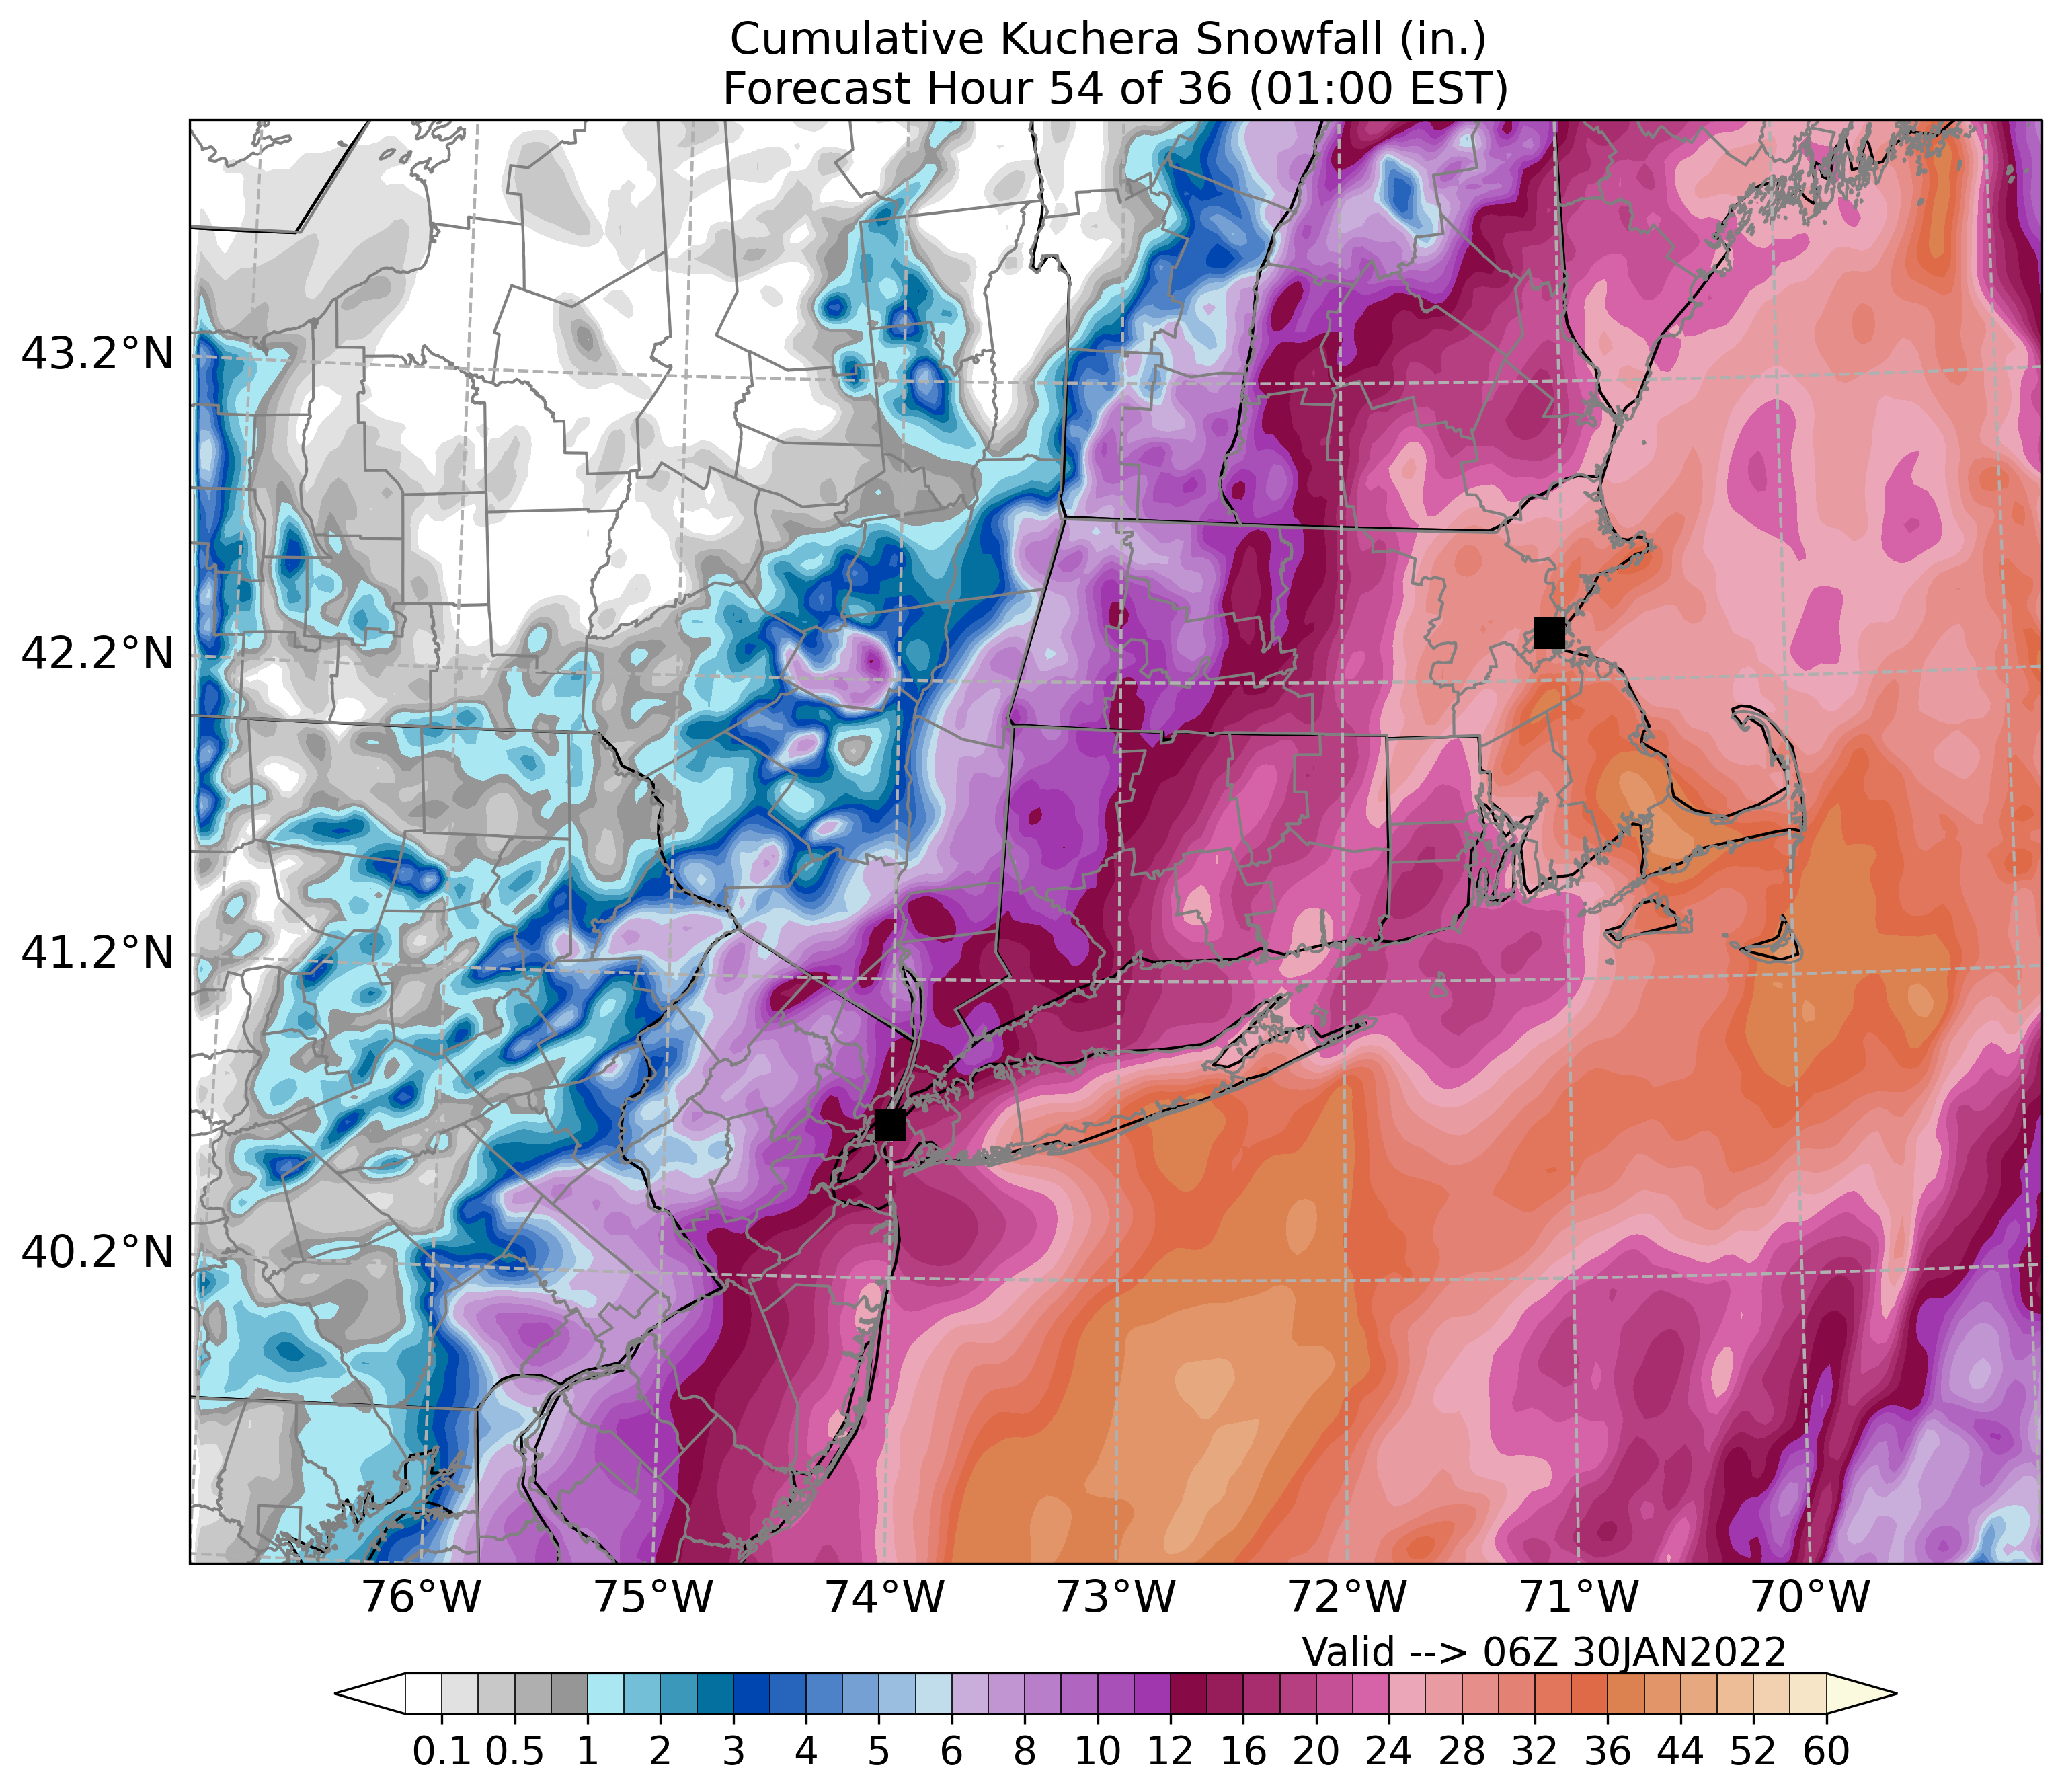 Cumulative Kuchera Snowfall (in.)
Forecast Hour 54 of 36 (01:00 EST)
43.2°N
42.2°N
41.2°N
40.2°N
76°W 75°W 74°W 73°W 72°W 71°W 70°W
Valid --> 06Z 30JAN2022
0.1 0.5 1 2 3 4 5 6 8 10 12 16 20 24 28 32 36 44 52 60